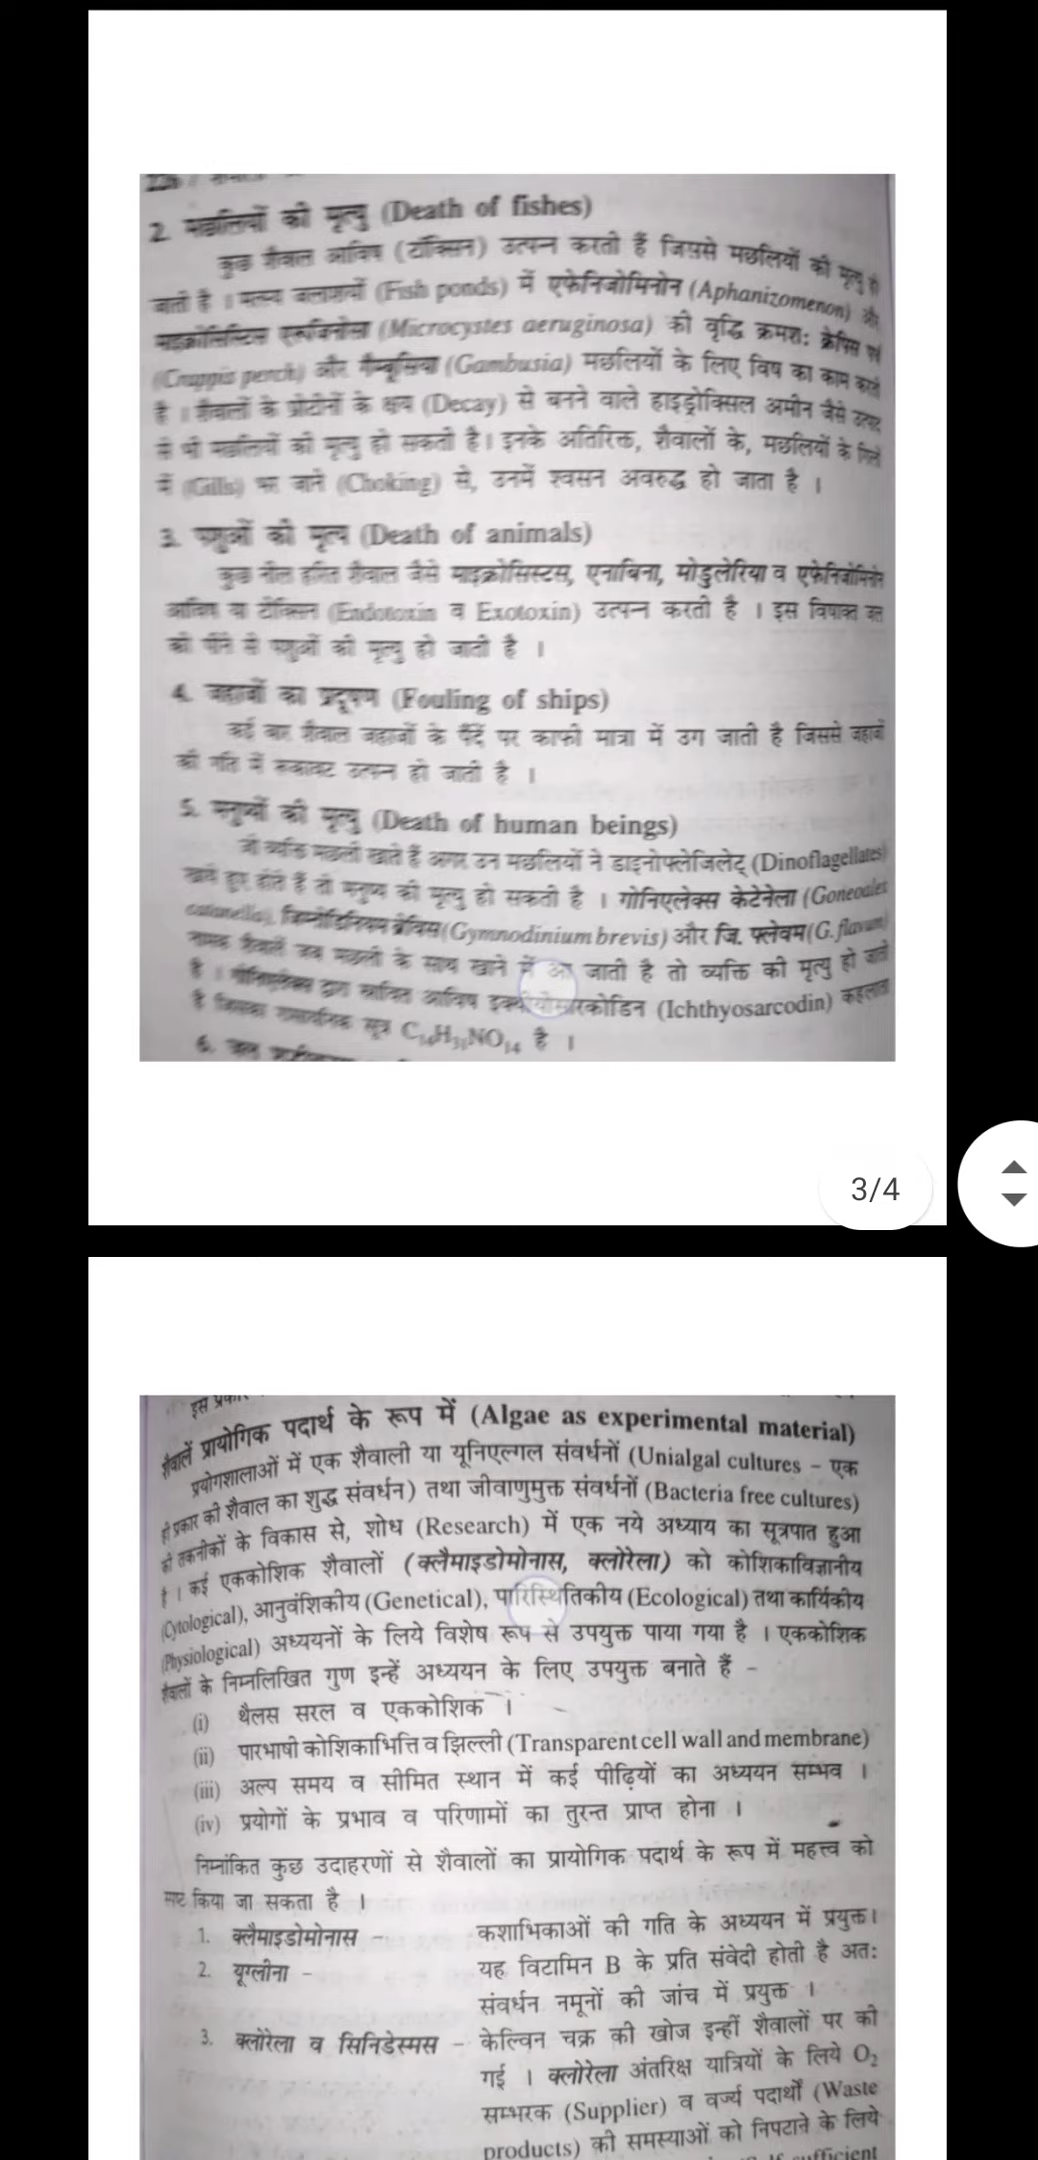 2. मछलियों की मृत्यु (Death of fishes)
कुछ शैवाल आविष (टॉक्सिन) उत्पन्न करती हैं जिससे मछलियों की मृत्यु हो
जाती है । मत्स्य जलाशयों (Fish ponds) में एफेनिजोमिनोन (Aphanizomenon) और
माइक्रोसिस्टिस एरूजिनोसा (Microcystes aeruginosa) की वृद्धि क्रमशः क्रेपिस एवं
(Crappis perch) और गैम्बूसिया (Gambusia) मछलियों के लिए विष का काम करते
है । शैवालों के प्रोटीनों के क्षय (Decay) से बनने वाले हाइड्रोक्सिल अमीन जैसे उत्पाद
से भी मछलियों की मृत्यु हो सकती है। इनके अतिरिक्त, शैवालों के, मछलियों के गिलों
में (Gills) भर जाने (Choking) से, उनमें श्वसन अवरुद्ध हो जाता है ।
3. पशुओं की मृत्य (Death of animals)
कुछ नील हरित शैवाल जैसे माइक्रोसिस्टस, एनाबिना, मोडुलेरिया व एफेनिजोमिनोन
आविष या टॉक्सिन (Endotoxin व Exotoxin) उत्पन्न करती है । इस विषाक्त जल
को पीने से पशुओं की मृत्यु हो जाती है ।
4. जहाजों का प्रदूषण (Fouling of ships)
कई बार शैवाल जहाजों के पैंदें पर काफी मात्रा में उग जाती है जिससे जहाजों
की गति में रूकावट उत्पन्न हो जाती है ।
5. मनुष्यों की मृत्यु (Death of human beings)
जो व्यक्ति मछली खाते हैं अगर उन मछलियों ने डाइनोफ्लेजिलेट् (Dinoflagellates)
खाये हुए होते हैं तो मनुष्य की मृत्यु हो सकती है । गोनिएलेक्स केटेनेला (Goneoalex
catanella), जिम्नोडिनियम ब्रेविस (Gymnodinium brevis) और जि. फ्लेवम (G. flavum)
नामक शैवालें जब मछली के साथ खाने में आ जाती है तो व्यक्ति की मृत्यु हो जाती
है । गोनिएलेक्स द्वारा स्रावित आविष इक्थीयोसारकोडिन (Ichthyosarcodin) कहलाता
है जिसका रासायनिक सूत्र NO₁₄ है ।
6. जल
3/4
इस प्रकार
शैवालें प्रायोगिक पदार्थ के रूप में (Algae as experimental material)
प्रयोगशालाओं में एक शैवाली या यूनिएल्गल संवर्धनों (Unialgal cultures – एक
ही प्रकार की शैवाल का शुद्ध संवर्धन) तथा जीवाणुमुक्त संवर्धनों (Bacteria free cultures)
की तकनीकों के विकास से, शोध (Research) में एक नये अध्याय का सूत्रपात हुआ
है । कई एककोशिक शैवालों (क्लैमाइडोमोनास, क्लोरेला) को कोशिकाविज्ञानीय
(Cytological), आनुवंशिकीय (Genetical), पारिस्थितिकीय (Ecological) तथा कार्यिकीय
(Physiological) अध्ययनों के लिये विशेष रूप से उपयुक्त पाया गया है । एककोशिक
शैवालों के निम्नलिखित गुण इन्हें अध्ययन के लिए उपयुक्त बनाते हैं –
(i) थैलस सरल व एककोशिक ।
(ii) पारभाषी कोशिकाभित्ति व झिल्ली (Transparent cell wall and membrane)
(iii) अल्प समय व सीमित स्थान में कई पीढ़ियों का अध्ययन सम्भव ।
(iv) प्रयोगों के प्रभाव व परिणामों का तुरन्त प्राप्त होना ।
निम्नांकित कुछ उदाहरणों से शैवालों का प्रायोगिक पदार्थ के रूप में महत्त्व को
स्पष्ट किया जा सकता है ।
1. क्लैमाइडोमोनास – कशाभिकाओं की गति के अध्ययन में प्रयुक्त।
2. यूग्लीना – यह विटामिन B के प्रति संवेदी होती है अतः
संवर्धन नमूनों की जांच में प्रयुक्त ।
3. क्लोरेला व सिनिडेस्मस – केल्विन चक्र की खोज इन्हीं शैवालों पर की
गई । क्लोरेला अंतरिक्ष यात्रियों के लिये O₂
सम्भरक (Supplier) व वर्ज्य पदार्थों (Waste
products) की समस्याओं को निपटाने के लिये
sufficient